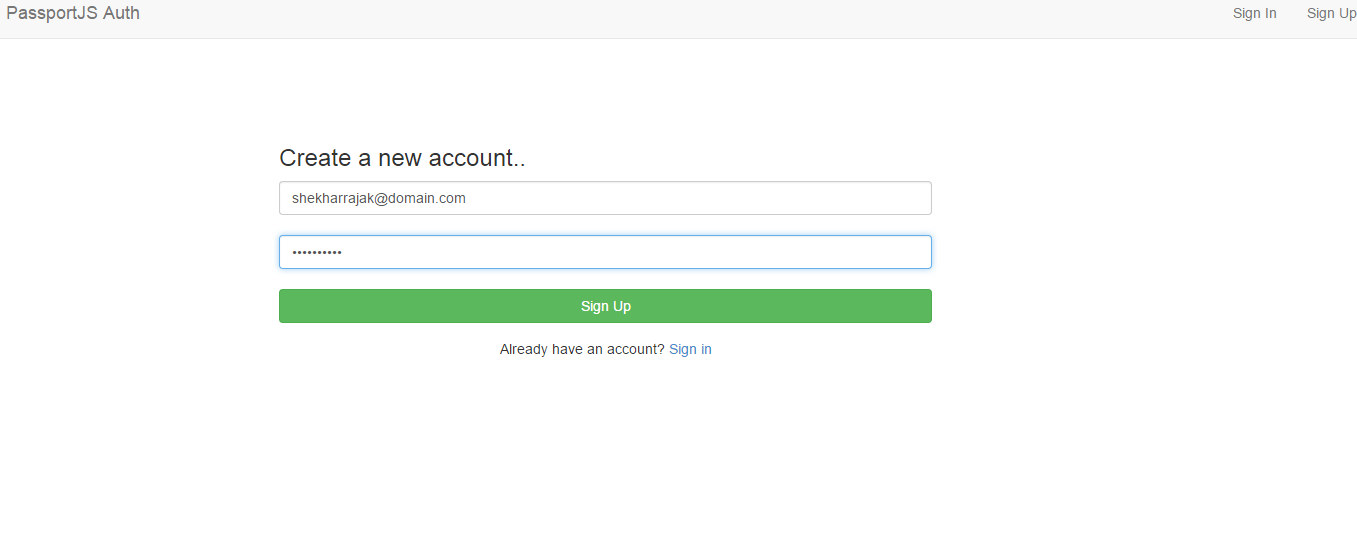 PassportJS Auth Sign In Sign Up
Create a new account..
shekharrajak@domain.com
••••••••••
Sign Up
Already have an account? Sign in